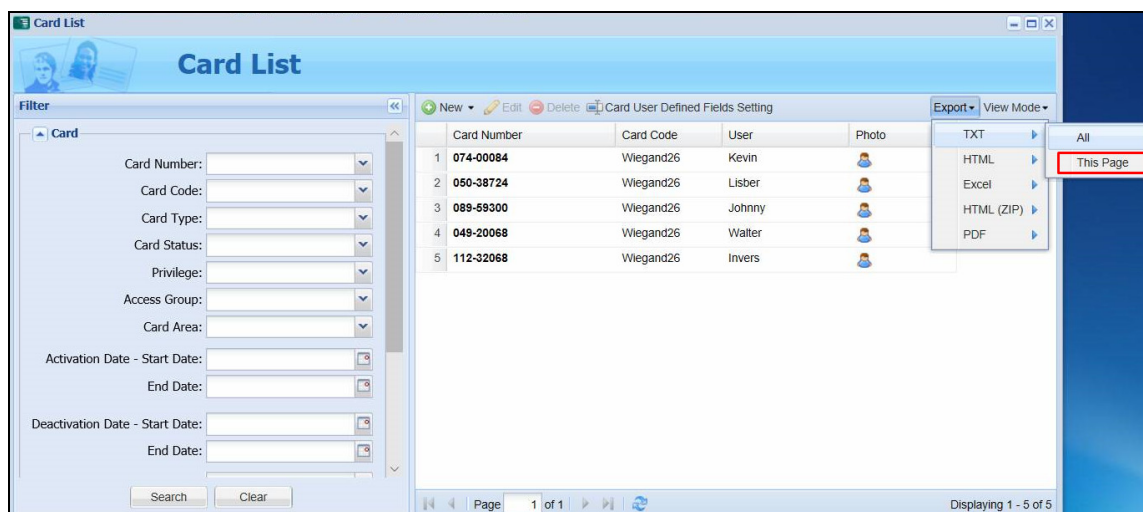 Card List
Card List
Filter
Card
Card Number:
Card Code:
Card Type:
Card Status:
Privilege:
Access Group:
Card Area:
Activation Date - Start Date:
End Date:
Deactivation Date - Start Date:
End Date:
Search Clear
New Edit Delete Card User Defined Fields Setting Export View Mode
Card Number Card Code User Photo
1 074-00084 Wiegand26 Kevin
2 050-38724 Wiegand26 Lisber
3 089-59300 Wiegand26 Johnny
4 049-20068 Wiegand26 Walter
5 112-32068 Wiegand26 Invers
TXT
HTML
Excel
HTML (ZIP)
PDF
All
This Page
Page 1 of 1 Displaying 1 - 5 of 5